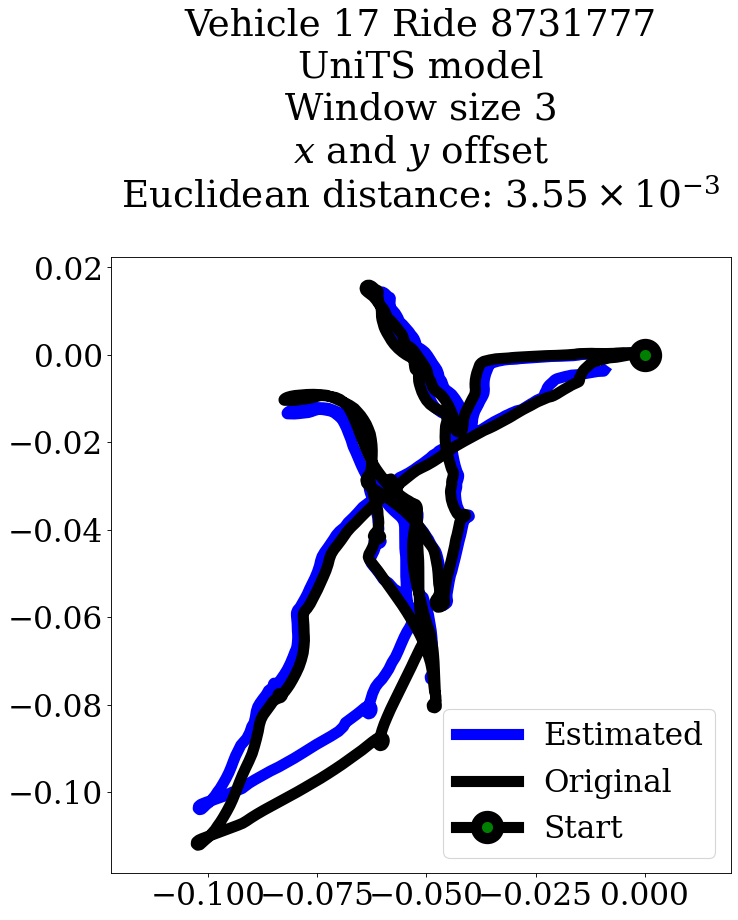 Vehicle 17 Ride 8731777
UniTS model
Window size 3
x and y offset
Euclidean distance: 3.55 × 10⁻³
0.02
0.00
−0.02
−0.04
−0.06
−0.08
−0.10
Estimated
Original
Start
−0.100 −0.075 −0.050 −0.025 0.000